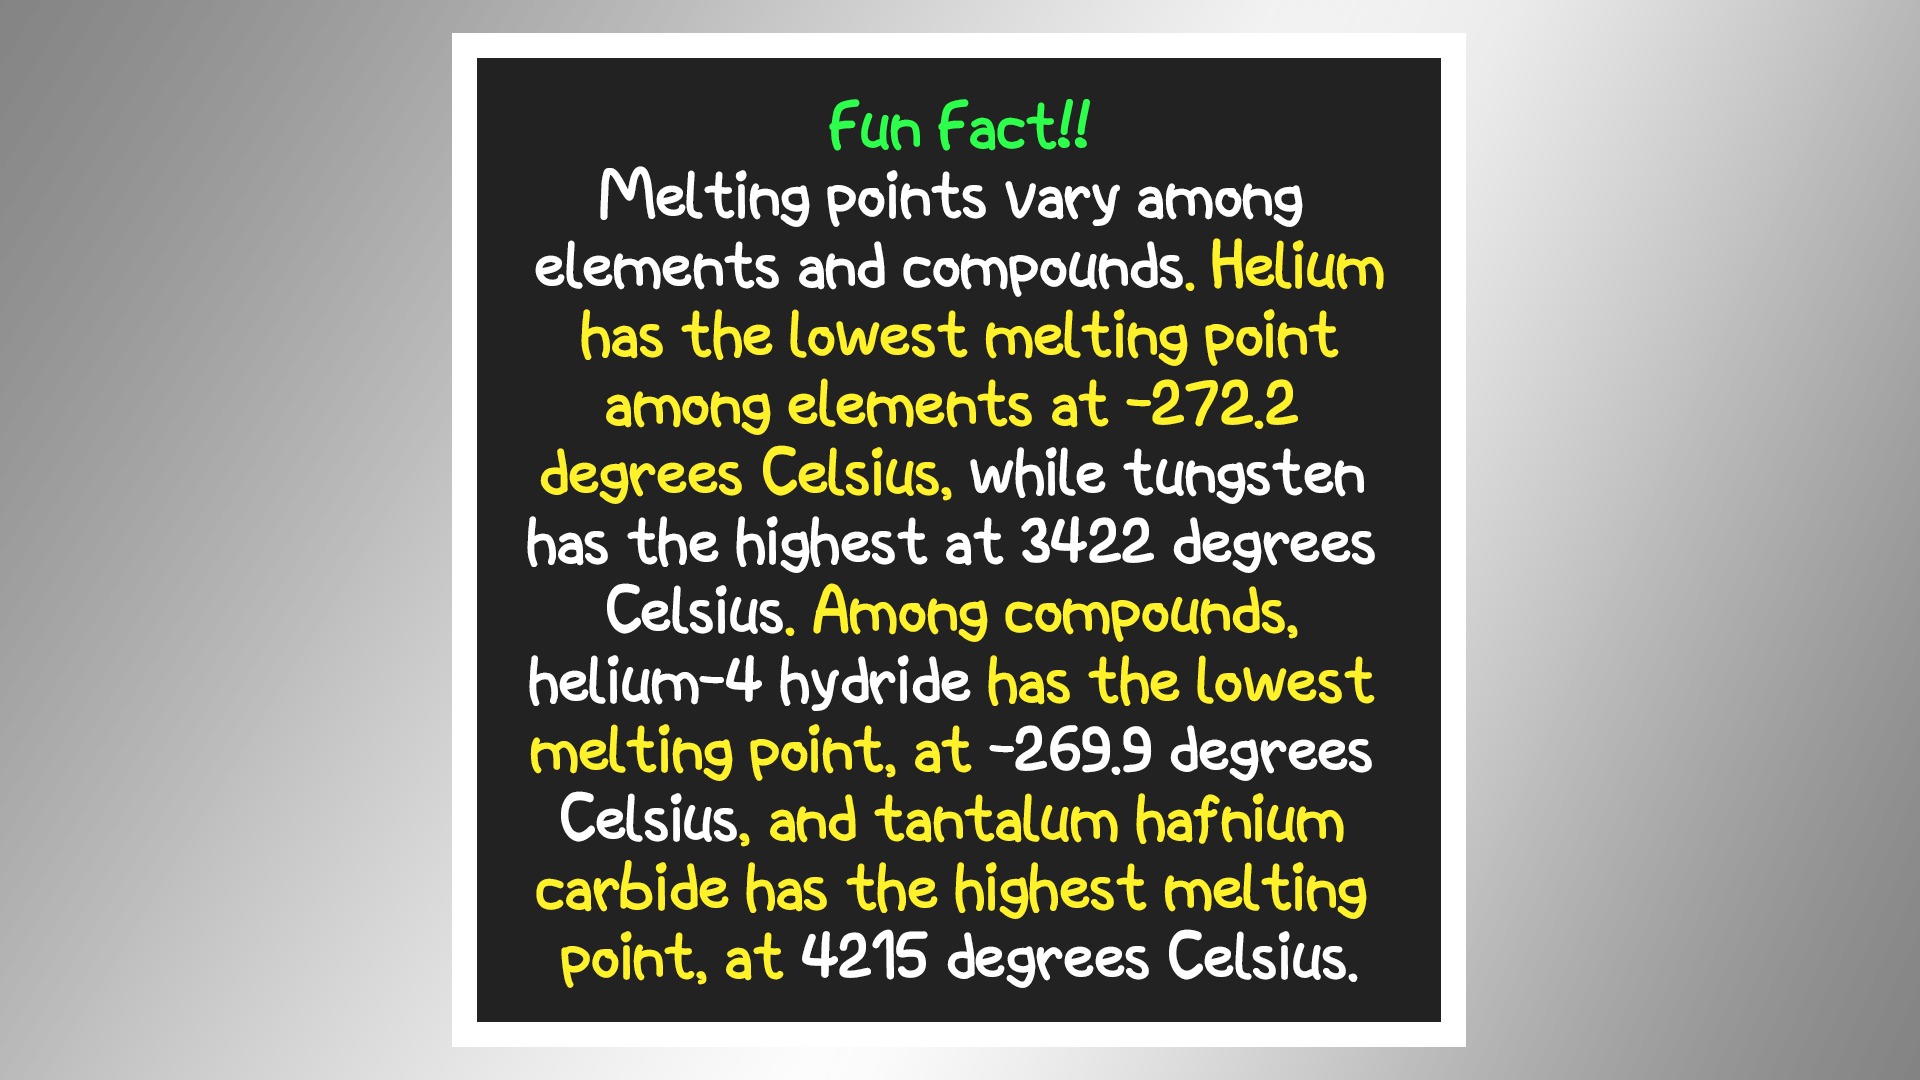 Fun Fact!!
Melting points vary among
elements and compounds. Helium
has the lowest melting point
among elements at -272.2
degrees Celsius, while tungsten
has the highest at 3422 degrees
Celsius. Among compounds,
helium-4 hydride has the lowest
melting point, at -269.9 degrees
Celsius, and tantalum hafnium
carbide has the highest melting
point, at 4215 degrees Celsius.